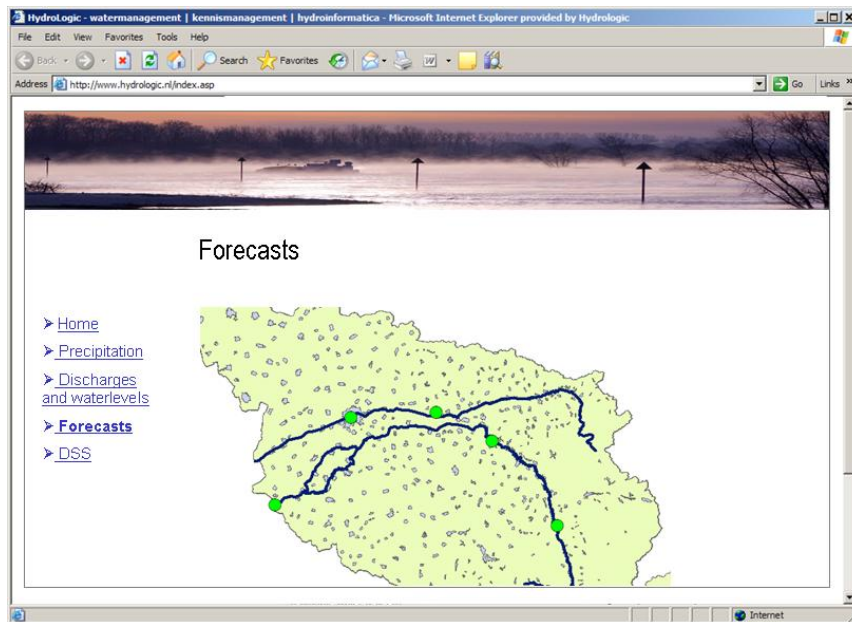 HydroLogic - watermanagement | kennismanagement | hydroinformatica - Microsoft Internet Explorer provided by Hydrologic
File Edit View Favorites Tools Help
Back Search Favorites
Address http://www.hydrologic.nl/index.asp Go Links »
Forecasts
Home
Precipitation
Discharges
and waterlevels
Forecasts
DSS
Internet